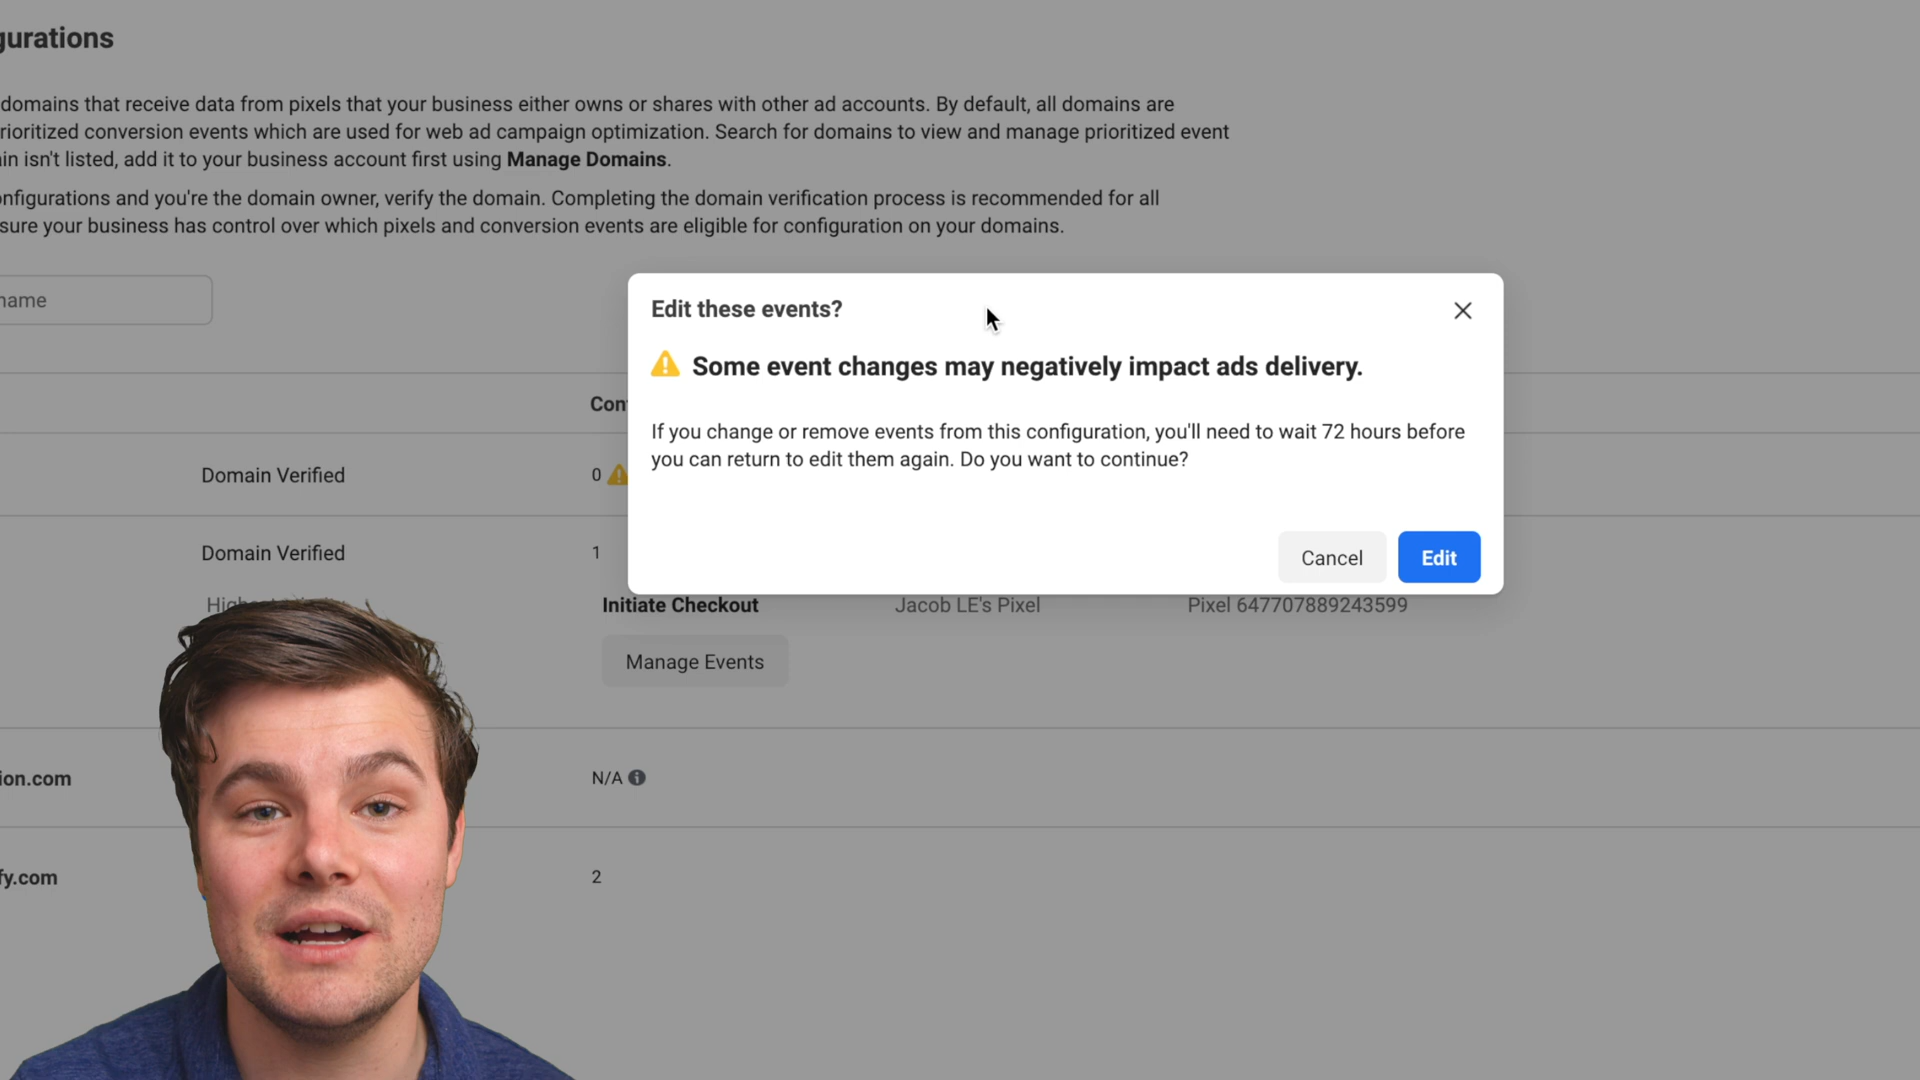 gurations
domains that receive data from pixels that your business either owns or shares with other ad accounts. By default, all domains are
rioritized conversion events which are used for web ad campaign optimization. Search for domains to view and manage prioritized event
in isn't listed, add it to your business account first using Manage Domains.
onfigurations and you're the domain owner, verify the domain. Completing the domain verification process is recommended for all
sure your business has control over which pixels and conversion events are eligible for configuration on your domains.
name
Edit these events?
Some event changes may negatively impact ads delivery.
If you change or remove events from this configuration, you'll need to wait 72 hours before
you can return to edit them again. Do you want to continue?
Cancel Edit
Con
Domain Verified 0
Domain Verified 1
Initiate Checkout Jacob LE's Pixel Pixel 647707889243599
Manage Events
ion.com N/A
fy.com 2